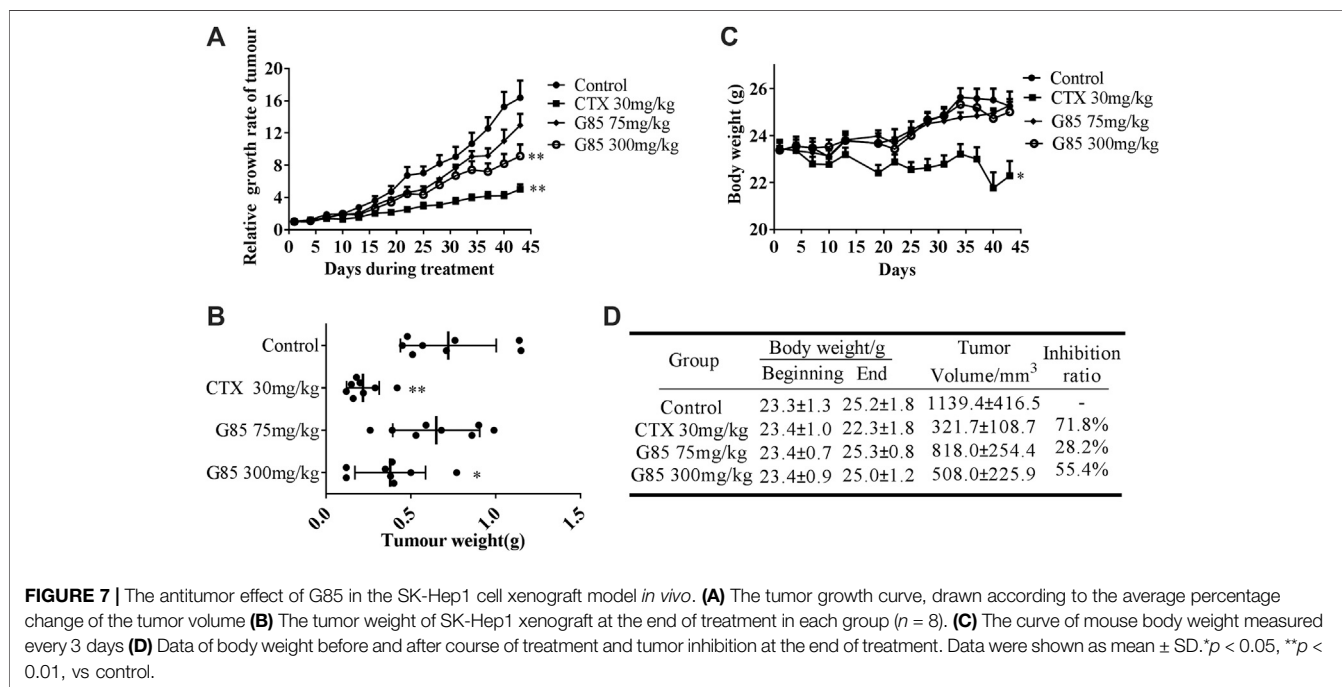 A
Relative growth rate of tumour
20
16
12
8
4
0
0 5 10 15 20 25 30 35 40 45
Days during treatment
Control
CTX 30mg/kg
G85 75mg/kg
G85 300mg/kg
**
**
C
Body weight (g)
26
24
22
20
0 5 10 15 20 25 30 35 40 45
Days
Control
CTX 30mg/kg
G85 75mg/kg
G85 300mg/kg
*
B
Control
CTX 30mg/kg
**
G85 75mg/kg
G85 300mg/kg
*
0.0 0.5 1.0 1.5
Tumour weight(g)
D
Group Body weight/g Tumor Inhibition
Beginning End Volume/mm3 ratio
Control 23.3±1.3 25.2±1.8 1139.4±416.5 -
CTX 30mg/kg 23.4±1.0 22.3±1.8 321.7±108.7 71.8%
G85 75mg/kg 23.4±0.7 25.3±0.8 818.0±254.4 28.2%
G85 300mg/kg 23.4±0.9 25.0±1.2 508.0±225.9 55.4%
FIGURE 7 | The antitumor effect of G85 in the SK-Hep1 cell xenograft model in vivo. (A) The tumor growth curve, drawn according to the average percentage
change of the tumor volume (B) The tumor weight of SK-Hep1 xenograft at the end of treatment in each group (n = 8). (C) The curve of mouse body weight measured
every 3 days (D) Data of body weight before and after course of treatment and tumor inhibition at the end of treatment. Data were shown as mean ± SD.*p < 0.05, **p <
0.01, vs control.